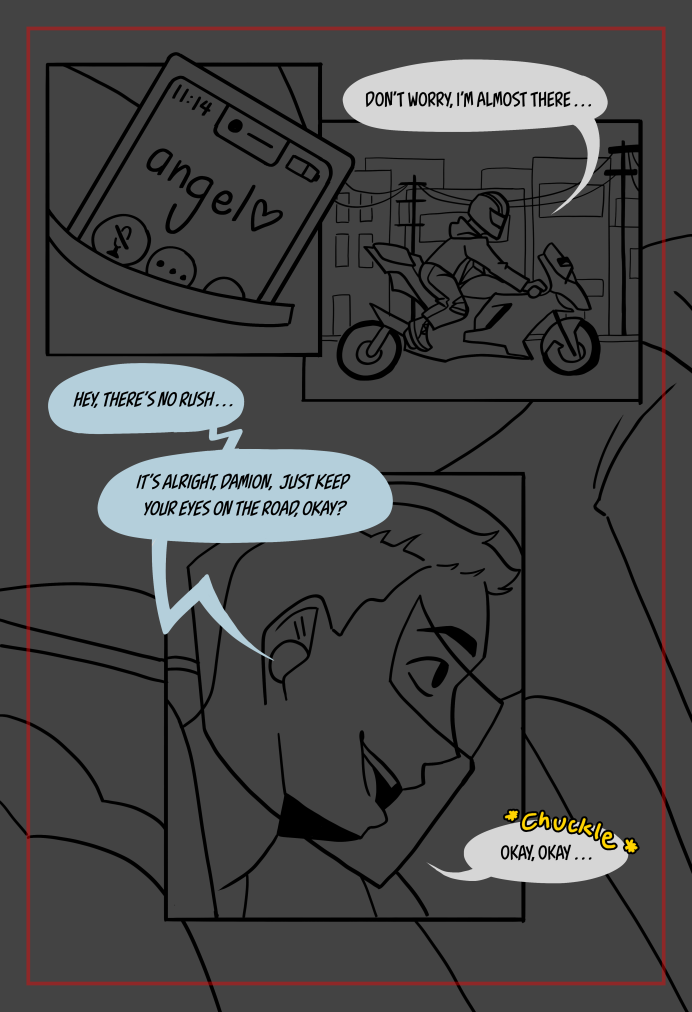 11:14
angel♡
DON'T WORRY, I'M ALMOST THERE . . .
HEY, THERE'S NO RUSH . . .
IT'S ALRIGHT, DAMION, JUST KEEP
YOUR EYES ON THE ROAD, OKAY?
*Chuckle*
OKAY, OKAY . . .